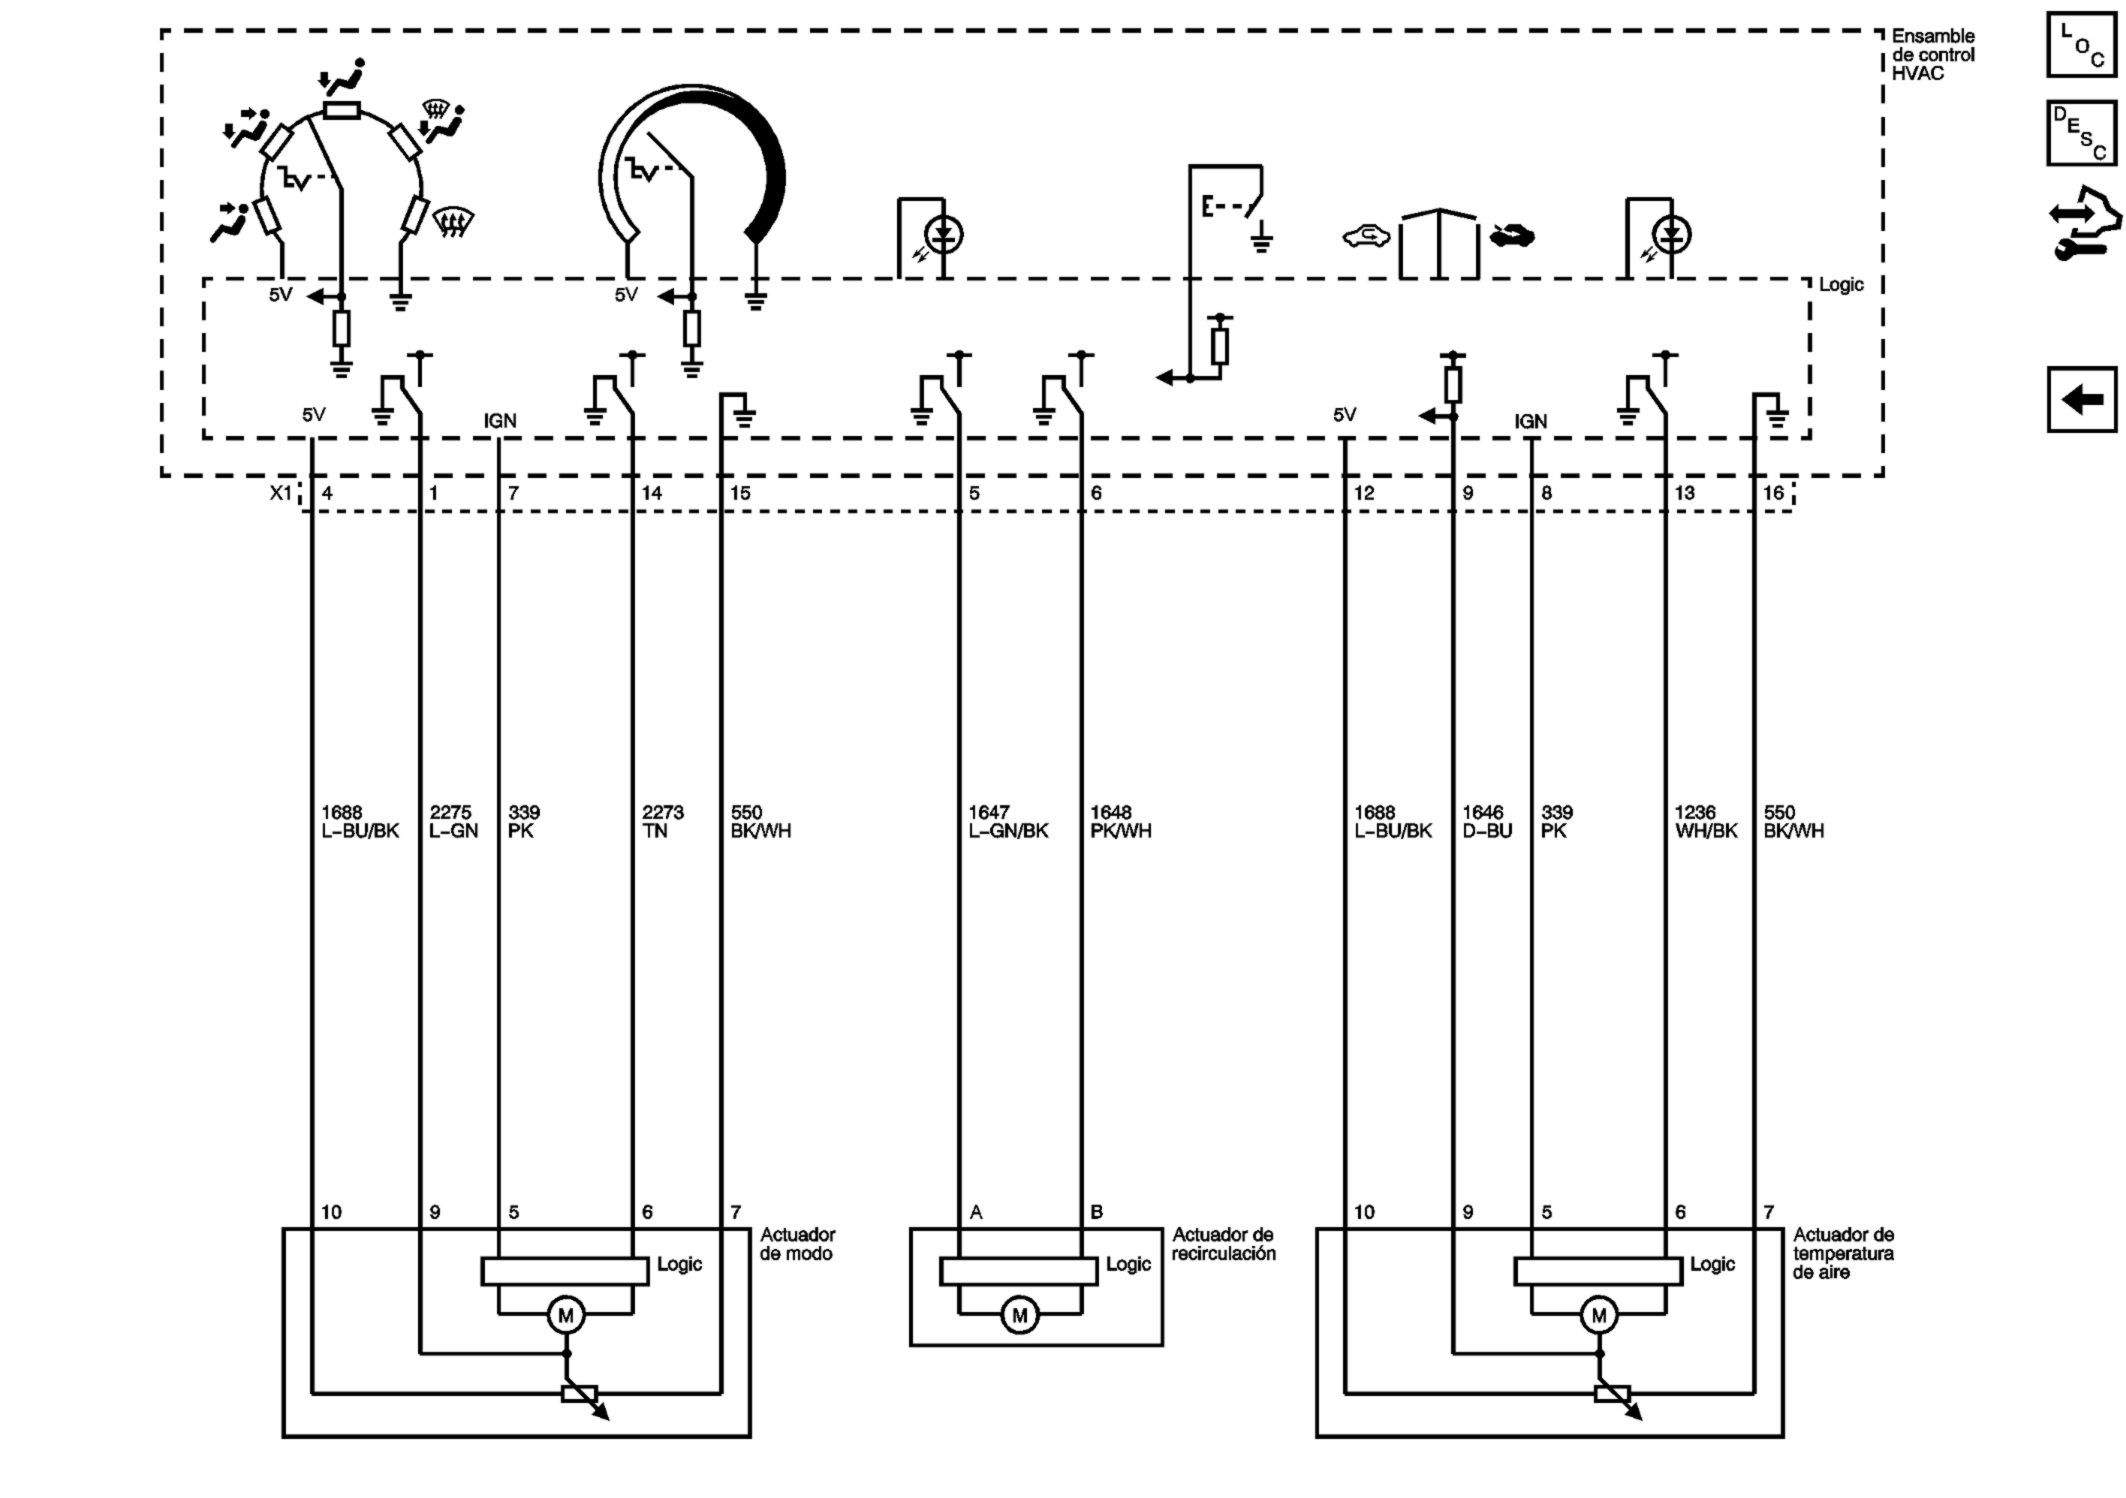 Ensamble
de control
HVAC
L
O
C
D
E
S
C
5V
5V
Logic
5V
IGN
5V
IGN
X1 4 1 7 14 15 5 6 12 9 8 13 16
1688 2275 339 2273 550 1647 1648 1688 1646 339 1236 550
L-BU/BK L-GN PK TN BK/WH L-GN/BK PK/WH L-BU/BK D-BU PK WH/BK BK/WH
10 9 5 6 7 A B 10 9 5 6 7
Actuador
de modo
Logic
M
Actuador de
recirculación
Logic
M
Actuador de
temperatura
de aire
Logic
M